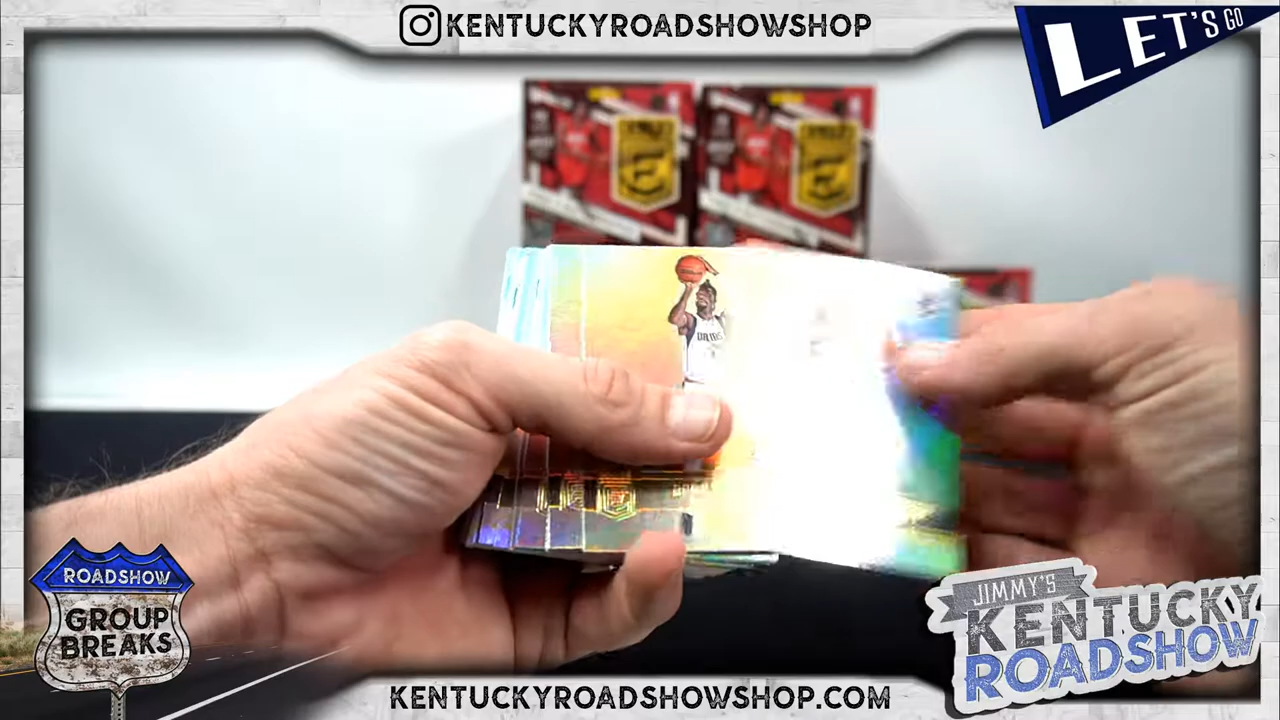 KENTUCKYROADSHOWSHOP
LET'S GO
ROADSHOW
GROUP
BREAKS
JIMMY'S
KENTUCKY
ROADSHOW
KENTUCKYROADSHOWSHOP.COM